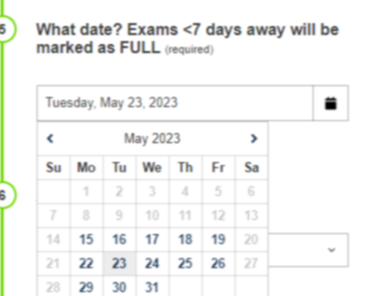 5
What date? Exams <7 days away will be
marked as FULL (required)
Tuesday, May 23, 2023
May 2023
Su Mo Tu We Th Fr Sa
1 2 3 4 5 6
7 8 9 10 11 12 13
14 15 16 17 18 19 20
6
21 22 23 24 25 26 27
28 29 30 31